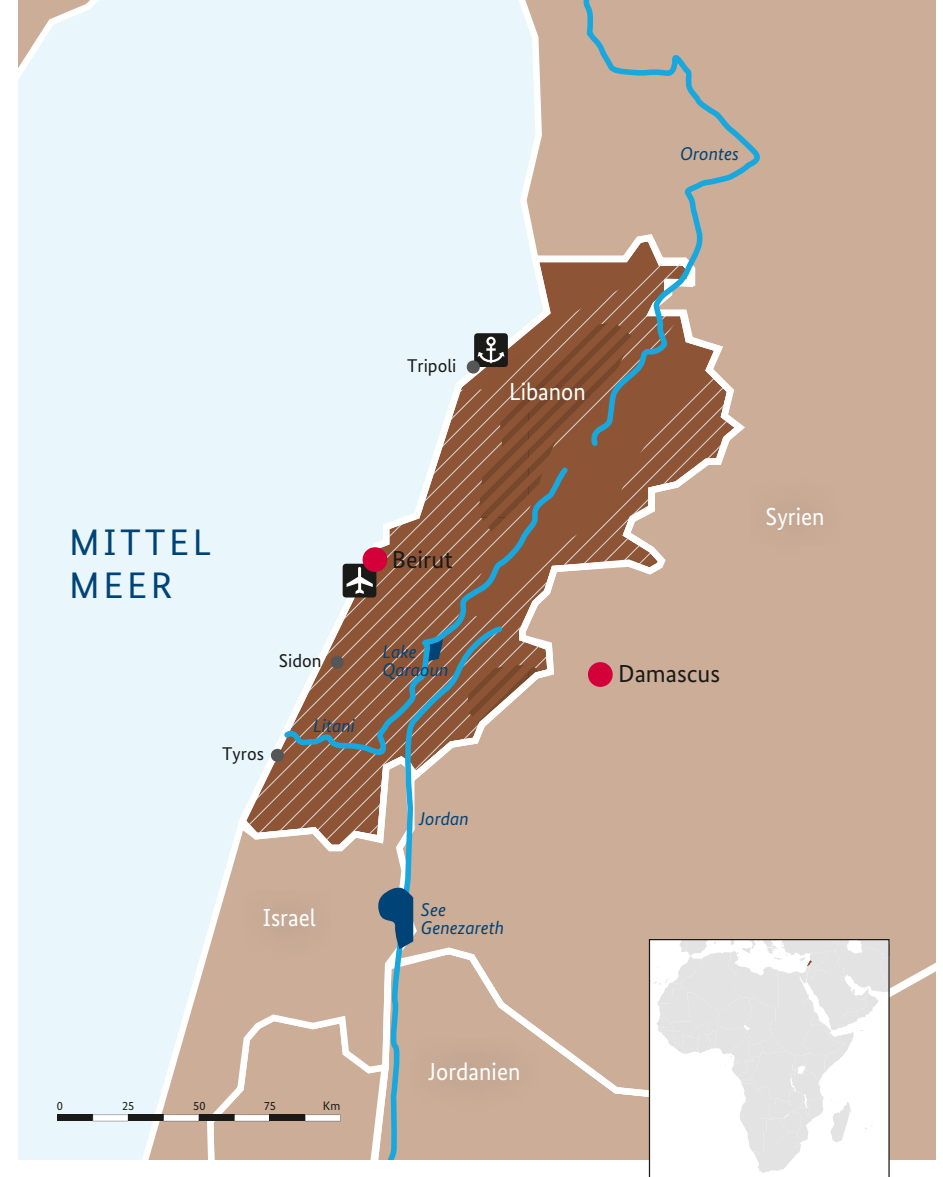 Orontes
Tripoli
Libanon
Syrien
MITTEL
MEER
Beirut
Sidon
Lake
Qaraoun
Damascus
Litani
Tyros
Jordan
Israel
See
Genezareth
Jordanien
0 25 50 75 Km